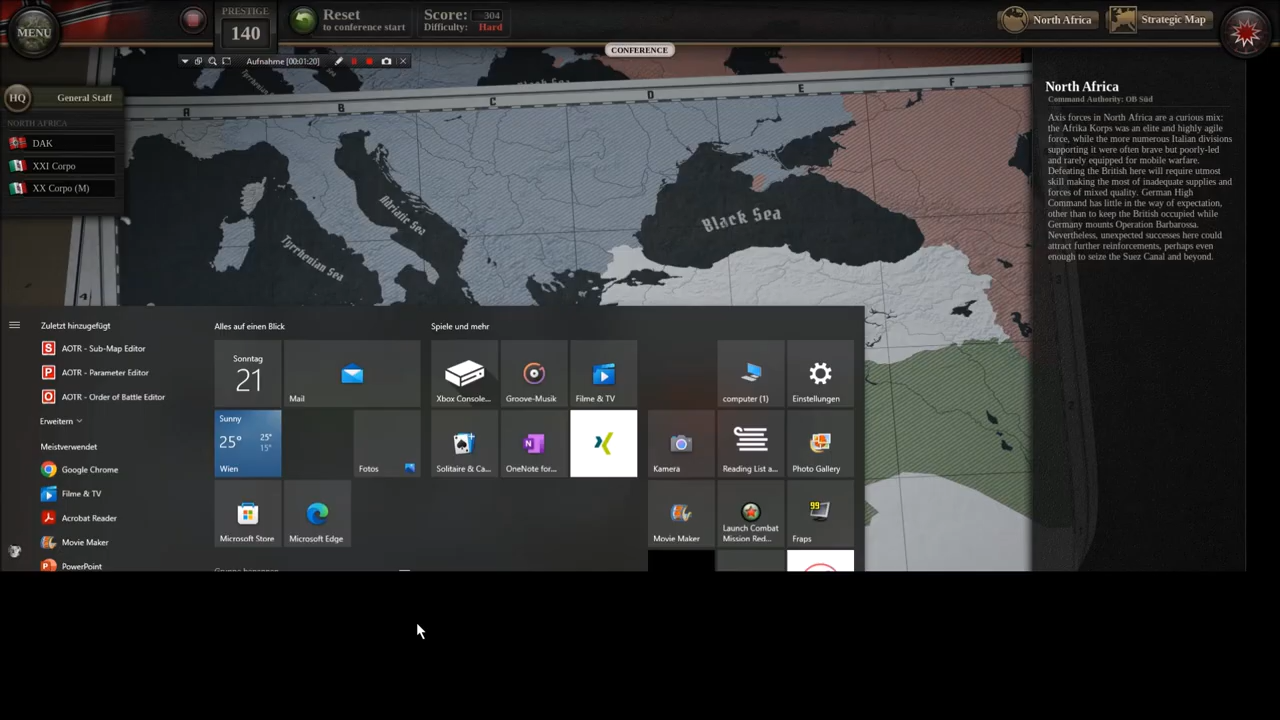 MENU
PRESTIGE
140
Reset
to conference start
Score: 304
Difficulty: Hard
North Africa
Strategic Map
CONFERENCE
Aufnahme [00:01:20]
HQ
General Staff
NORTH AFRICA
DAK
XXI Corpo
XX Corpo (M)
A
B
C
D
E
F
4
Adriatic Sea
Tyrrhenian Sea
Black Sea
North Africa
Command Authority: OB Süd
Axis forces in North Africa are a curious mix:
the Afrika Korps was an elite and highly agile
force, while the more numerous Italian divisions
supporting it were often brave but poorly-led
and rarely equipped for mobile warfare.
Defeating the British here will require utmost
skill making the most of inadequate supplies and
forces of mixed quality. German High
Command has little in the way of expectation,
other than to keep the British occupied while
Germany mounts Operation Barbarossa.
Nevertheless, unexpected successes here could
attract further reinforcements, perhaps even
enough to seize the Suez Canal and beyond.
Zuletzt hinzugefügt
AOTR - Sub-Map Editor
AOTR - Parameter Editor
AOTR - Order of Battle Editor
Erweitern
Meistverwendet
Google Chrome
Filme & TV
Acrobat Reader
Movie Maker
PowerPoint
Alles auf einen Blick
Sonntag
21
Mail
Sunny
25°
25°
15°
Wien
Fotos
Microsoft Store
Microsoft Edge
Spiele und mehr
Xbox Console...
Groove-Musik
Filme & TV
Solitaire & Ca...
OneNote for...
computer (1)
Einstellungen
Kamera
Reading List a...
Photo Gallery
Movie Maker
Launch Combat
Mission Red...
99
Fraps